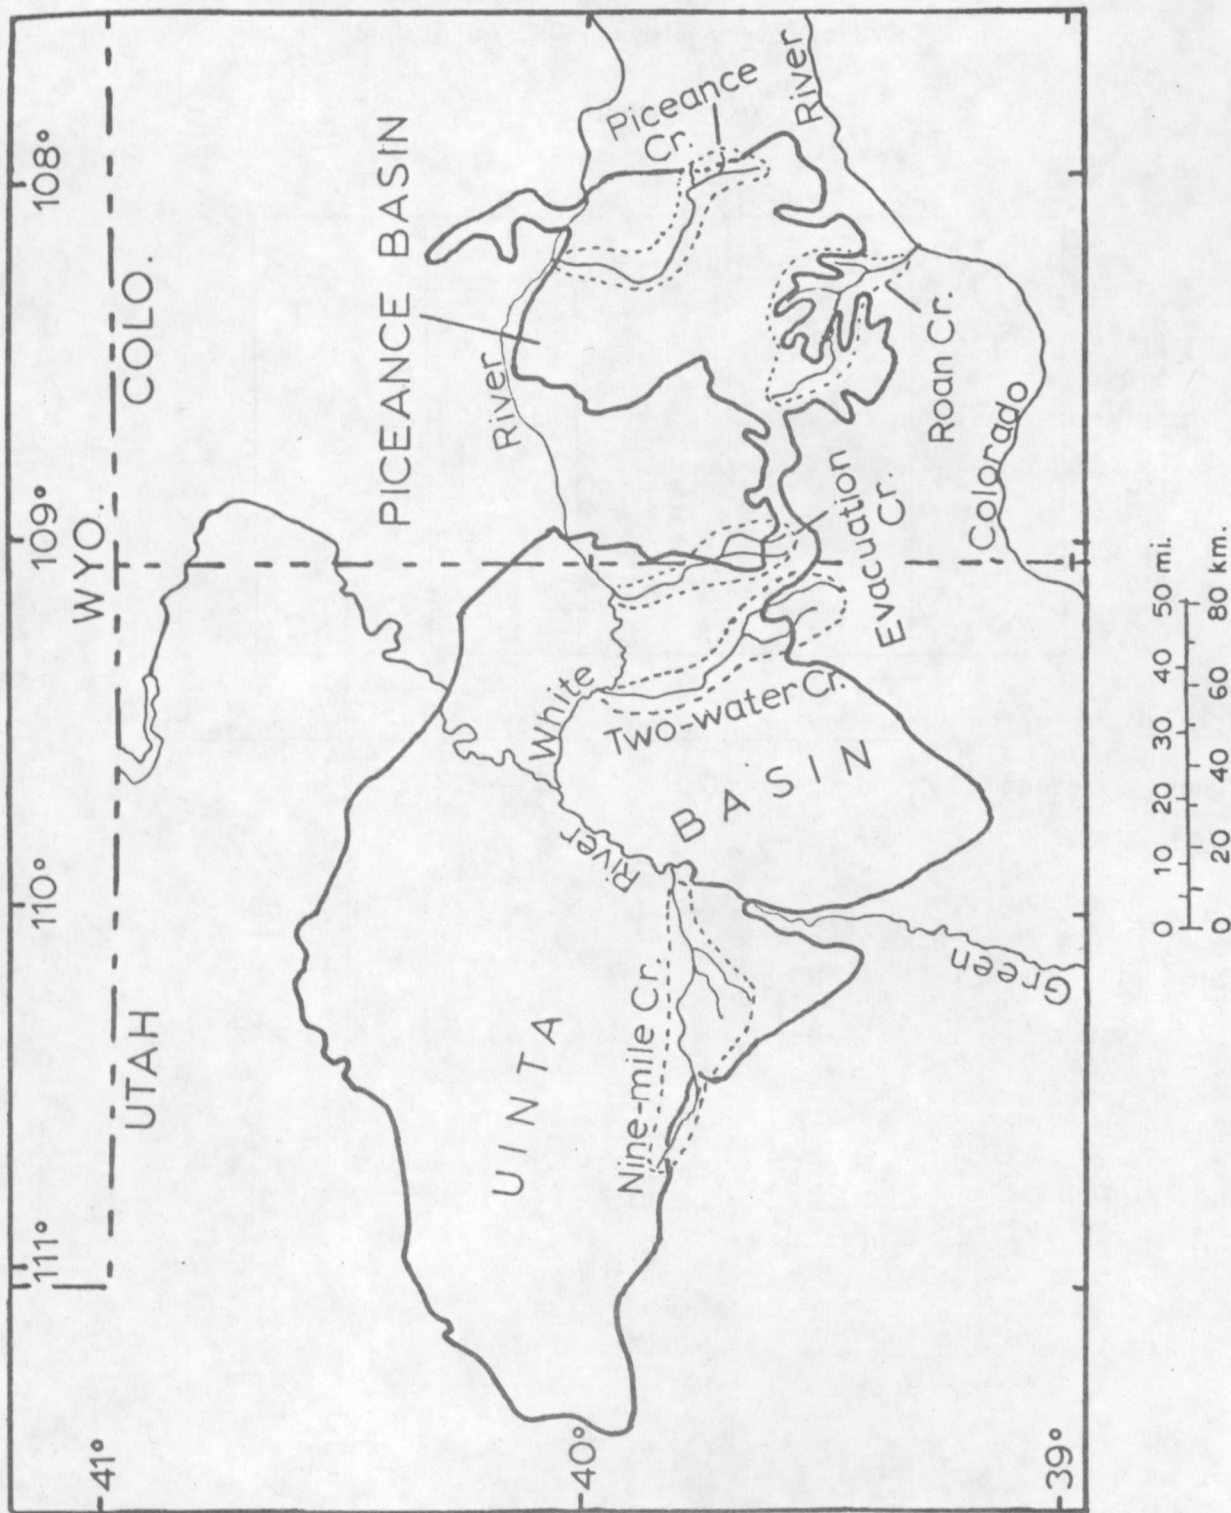 111°
110°
109°
108°
41°
40°
39°
WYO.
UTAH
COLO.
PICEANCE BASIN
River
Piceance
Cr.
River
UINTA
BASIN
White
River
Two-water Cr.
Nine-mile Cr.
Evacuation
Cr.
Roan Cr.
Colorado
Green
0 10 20 30 40 50 mi.
0 20 40 60 80 km.